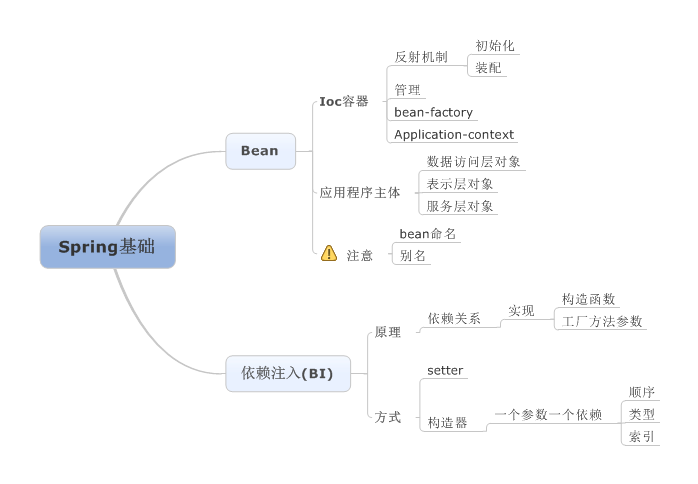 Spring基础
Bean
Ioc容器
反射机制
初始化
装配
管理
bean-factory
Application-context
应用程序主体
数据访问层对象
表示层对象
服务层对象
注意
bean命名
别名
依赖注入(BI)
原理
依赖关系
实现
构造函数
工厂方法参数
方式
setter
构造器
一个参数一个依赖
顺序
类型
索引